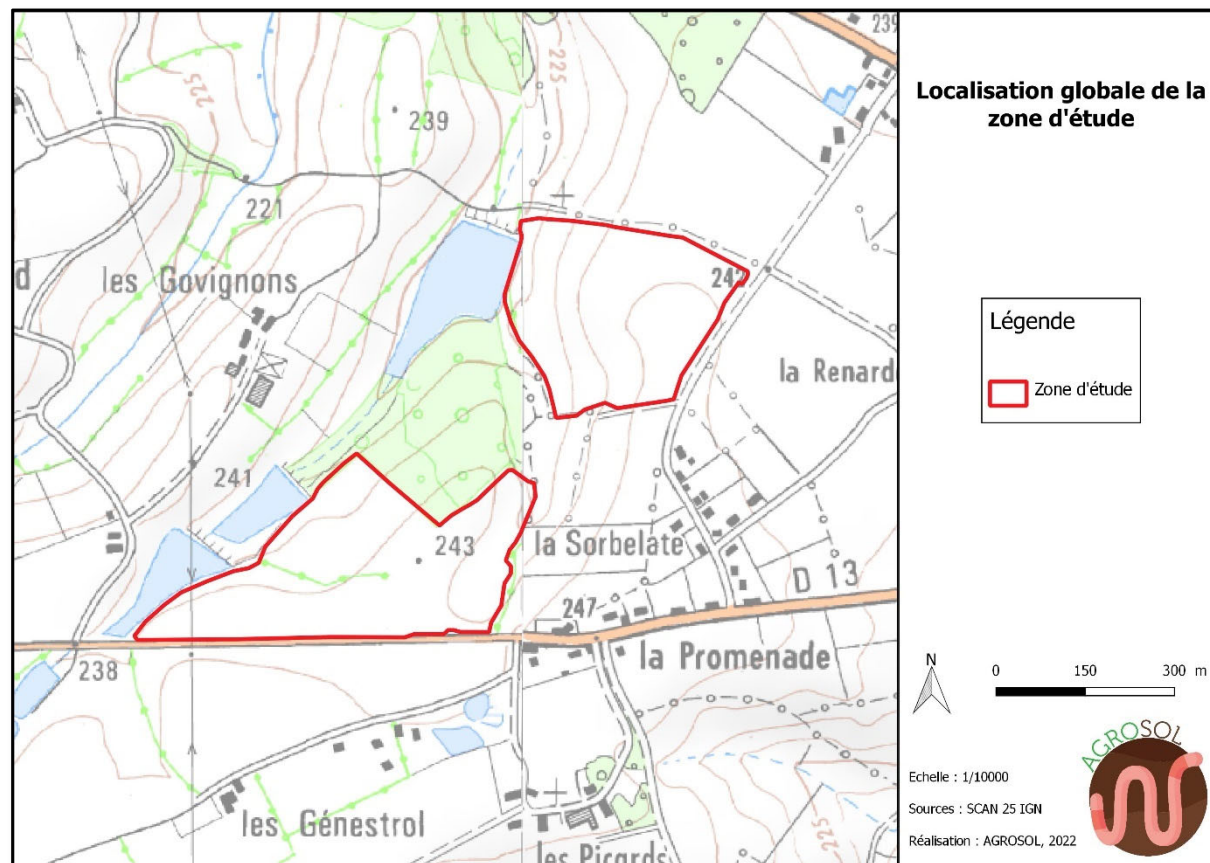 225
225
239
239
Localisation globale de la
zone d'étude
221
les Govignons
d
242
Légende
Zone d'étude
la Renard
241
243
la Sorbelate
D 13
247
la Promenade
238
N
0 150 300 m
AGROSOL
Echelle : 1/10000
Sources : SCAN 25 IGN
Réalisation : AGROSOL, 2022
les Génestrol
les Picards
225